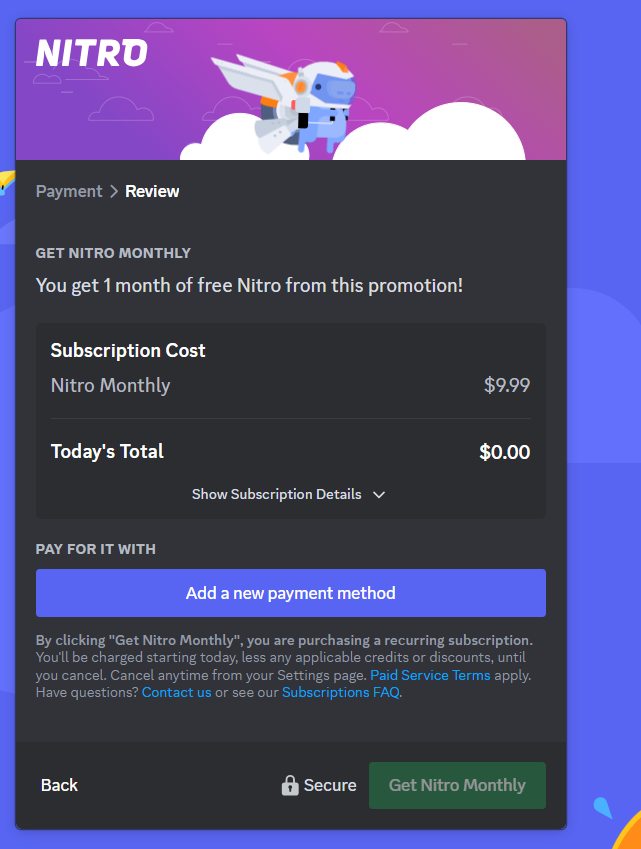 NITRO
Payment > Review
GET NITRO MONTHLY
You get 1 month of free Nitro from this promotion!
Subscription Cost
Nitro Monthly $9.99
Today's Total $0.00
Show Subscription Details
PAY FOR IT WITH
Add a new payment method
By clicking "Get Nitro Monthly", you are purchasing a recurring subscription.
You'll be charged starting today, less any applicable credits or discounts, until
you cancel. Cancel anytime from your Settings page. Paid Service Terms apply.
Have questions? Contact us or see our Subscriptions FAQ.
Back Secure Get Nitro Monthly